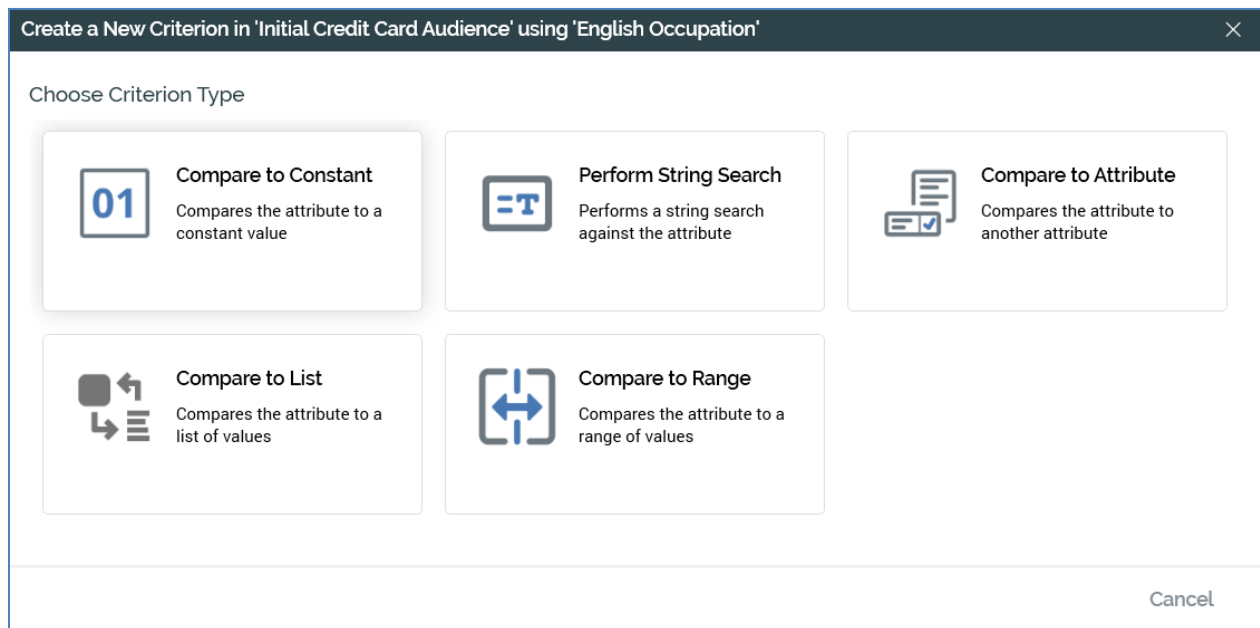 Create a New Criterion in 'Initial Credit Card Audience' using 'English Occupation'
Choose Criterion Type
01
Compare to Constant
Compares the attribute to a
constant value
=T
Perform String Search
Performs a string search
against the attribute
Compare to Attribute
Compares the attribute to
another attribute
Compare to List
Compares the attribute to a
list of values
Compare to Range
Compares the attribute to a
range of values
Cancel